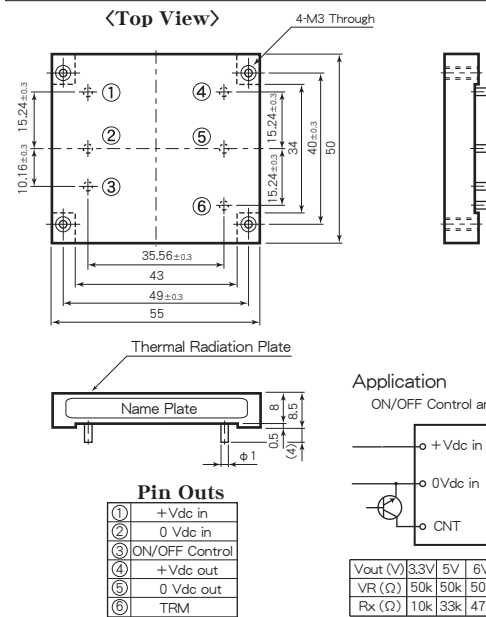 〈Top View〉
4-M3 Through
①
②
③
④
⑤
⑥
15.24±0.3
10.16±0.3
15.24±0.3
15.24±0.3
34
40±0.3
50
35.56±0.3
43
49±0.3
55
Thermal Radiation Plate
Name Plate
8
8.5
0.5
(4)
φ1
Pin Outs
① +Vdc in
② 0 Vdc in
③ ON/OFF Control
④ +Vdc out
⑤ 0 Vdc out
⑥ TRM
Application
ON/OFF Control
+Vdc in
0Vdc in
CNT
Vout (V) 3.3V 5V
VR (Ω) 50k 50k
Rx (Ω) 10k 33k